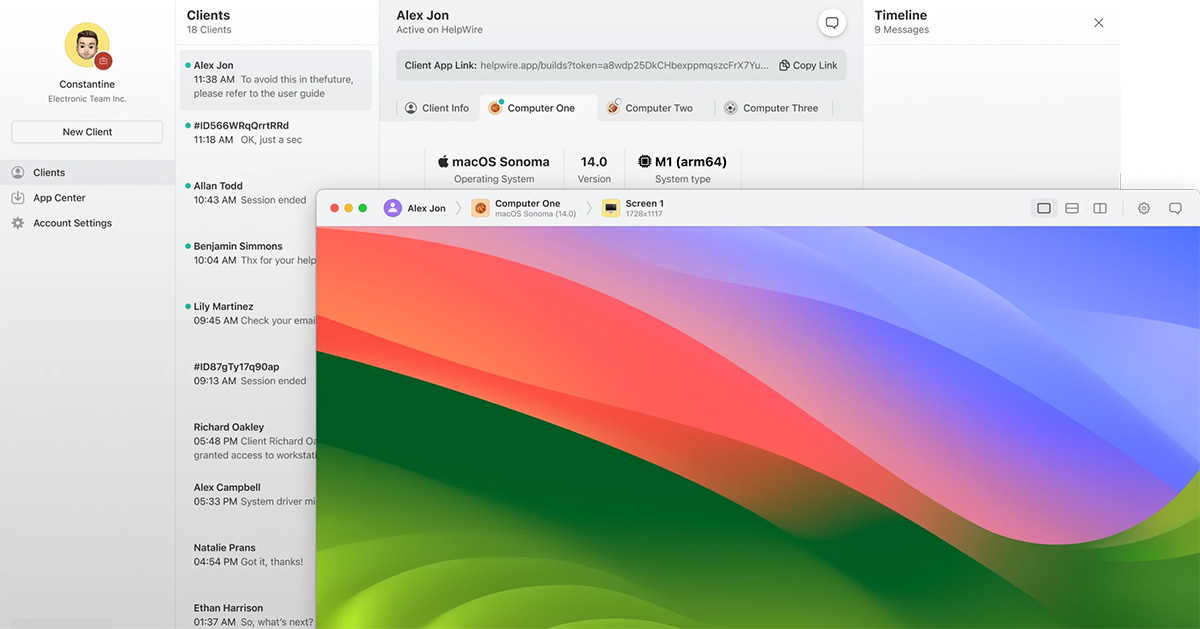 Constantine
Electronic Team Inc.
New Client
Clients
App Center
Account Settings
Clients
18 Clients
Alex Jon
11:38 AM To avoid this in thefuture,
please refer to the user guide
#ID566WRqQrrtRRd
11:18 AM OK, just a sec
Allan Todd
10:43 AM Session ended
Benjamin Simmons
10:04 AM Thx for your help
Lily Martinez
09:45 AM Check your emai
#ID87gTy17q90ap
09:13 AM Session ended
Richard Oakley
05:48 PM Client Richard Oa
granted access to workstati
Alex Campbell
05:33 PM System driver mi
Natalie Prans
04:54 PM Got it, thanks!
Ethan Harrison
01:37 AM So, what's next?
Alex Jon
Active on HelpWire
Client App Link: helpwire.app/builds?token=a8wdp25DkCHbexppmqszcFrX7Yu... Copy Link
Client Info Computer One Computer Two Computer Three
macOS Sonoma 14.0 M1 (arm64)
Operating System Version System type
Timeline
9 Messages
Alex Jon
Computer One
macOS Sonoma (14.0)
Screen 1
1728x1117